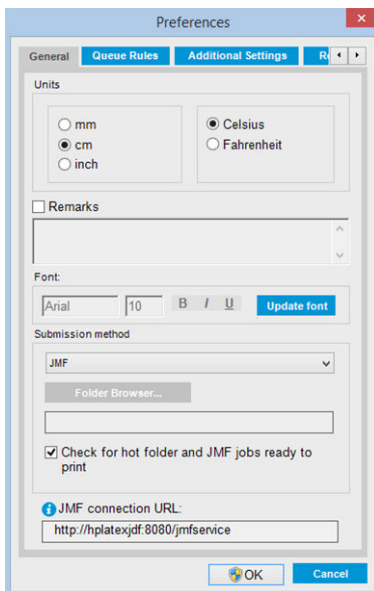 Preferences
General Queue Rules Additional Settings
Units
mm
cm
inch
Celsius
Fahrenheit
Remarks
Font:
Arial 10 B I U Update font
Submission method
JMF
Folder Browser...
Check for hot folder and JMF jobs ready to
print
JMF connection URL:
http://hplatexjdf:8080/jmfservice
OK Cancel